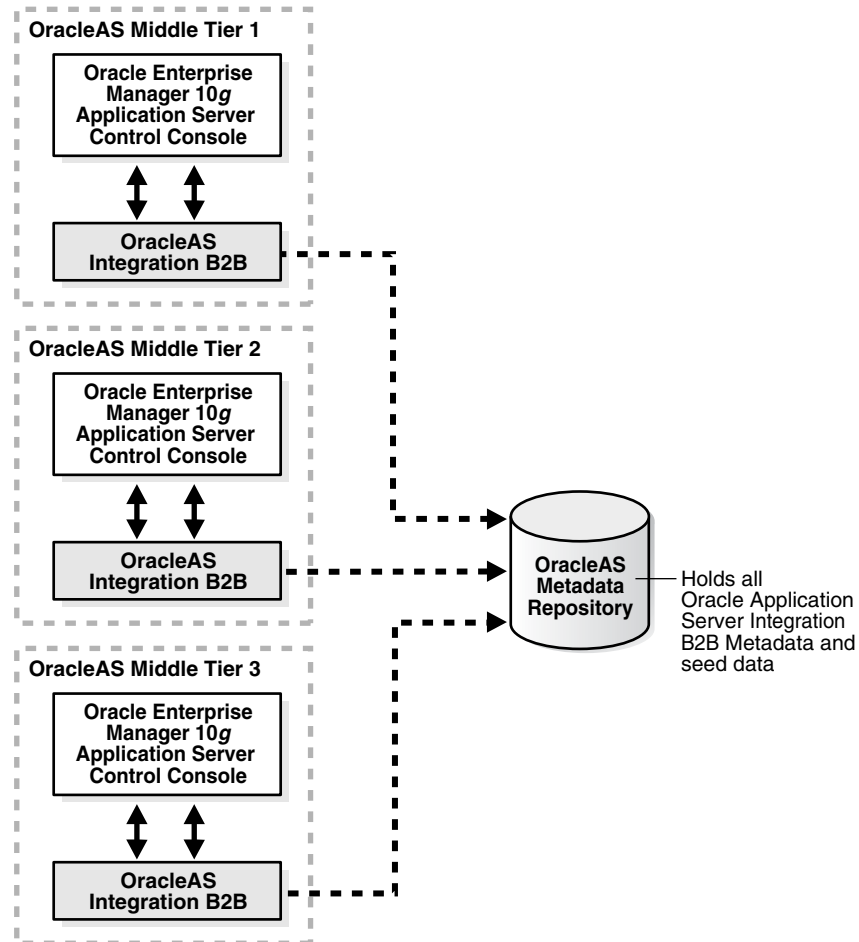 OracleAS Middle Tier 1
Oracle Enterprise
Manager 10g
Application Server
Control Console
OracleAS
Integration B2B
OracleAS Middle Tier 2
Oracle Enterprise
Manager 10g
Application Server
Control Console
OracleAS
Integration B2B
OracleAS Middle Tier 3
Oracle Enterprise
Manager 10g
Application Server
Control Console
OracleAS
Integration B2B
OracleAS
Metadata
Repository
Holds all
Oracle Application
Server Integration
B2B Metadata and
seed data